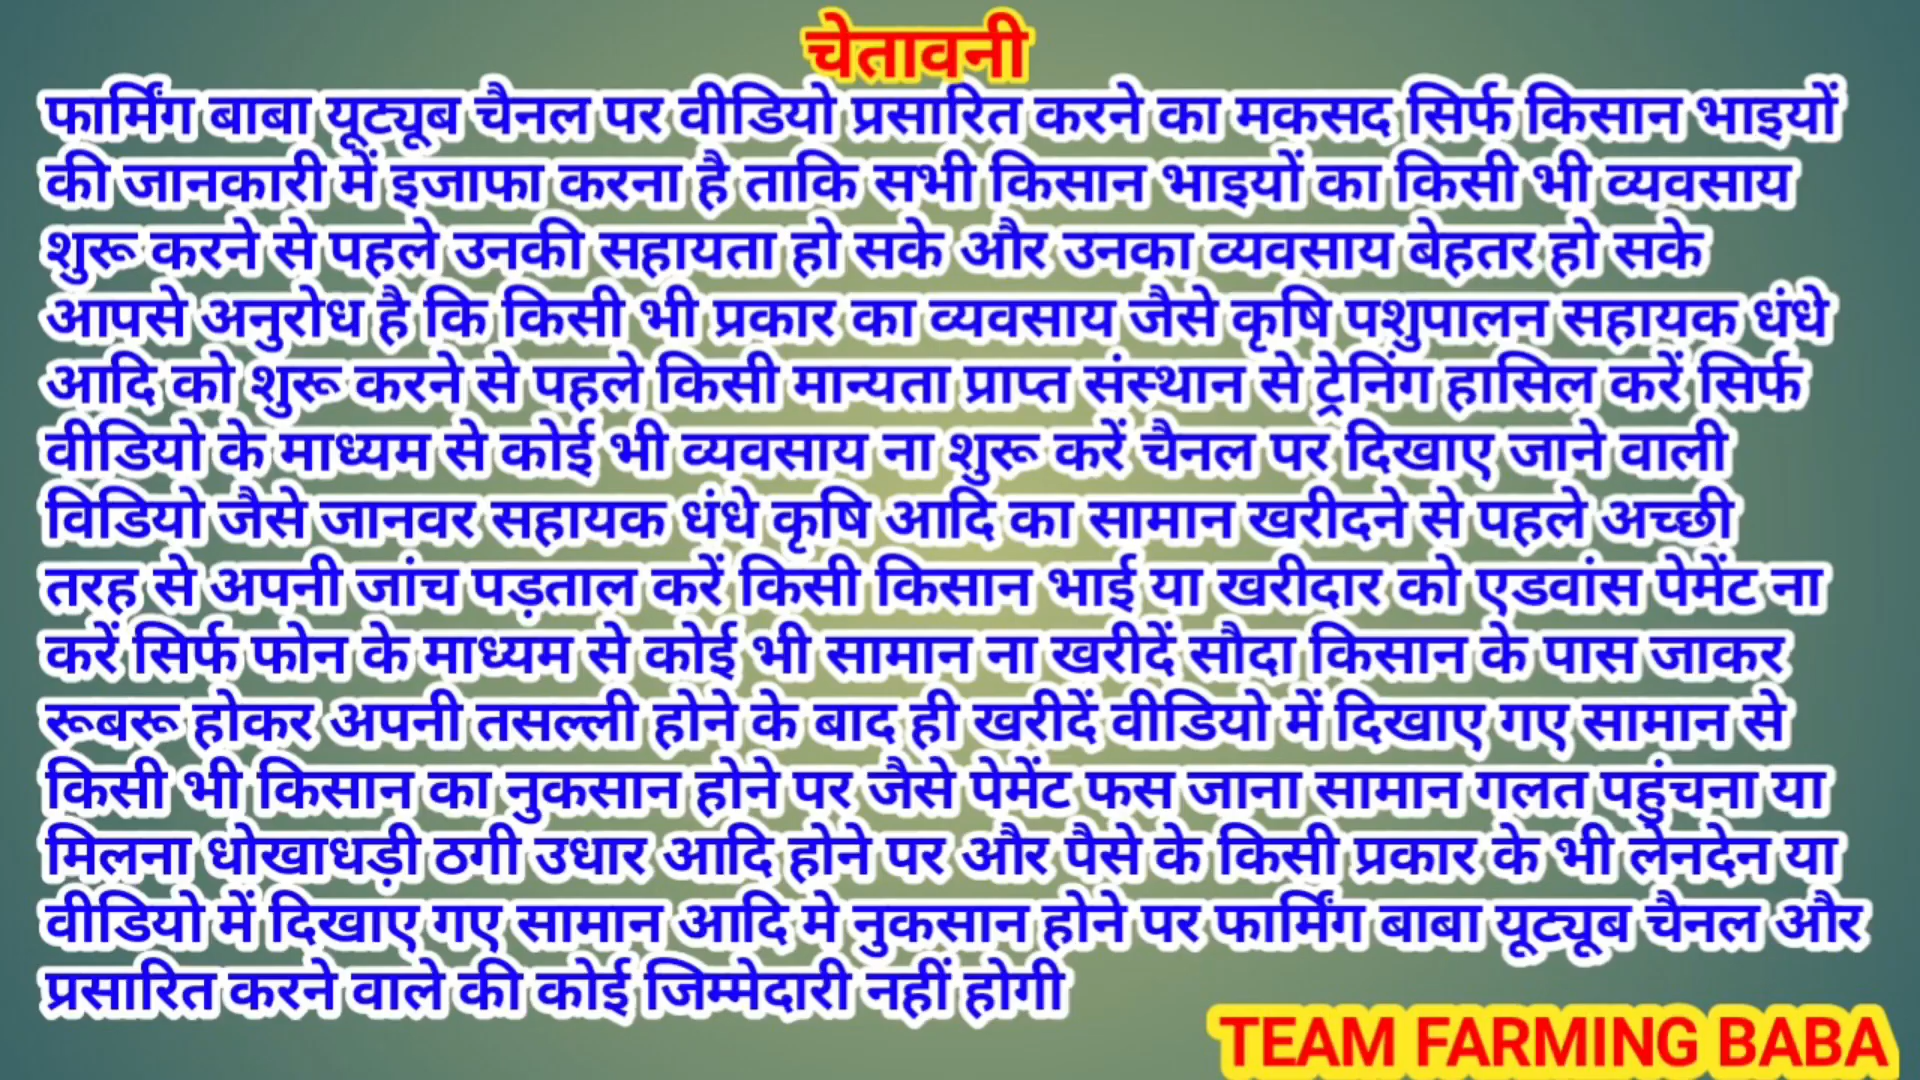 चेतावनी
फार्मिंग बाबा यूट्यूब चैनल पर वीडियो प्रसारित करने का मकसद सिर्फ किसान भाइयों
की जानकारी में इजाफा करना है ताकि सभी किसान भाइयों का किसी भी व्यवसाय
शुरू करने से पहले उनकी सहायता हो सके और उनका व्यवसाय बेहतर हो सके
आपसे अनुरोध है कि किसी भी प्रकार का व्यवसाय जैसे कृषि पशुपालन सहायक धंधे
आदि को शुरू करने से पहले किसी मान्यता प्राप्त संस्थान से ट्रेनिंग हासिल करें सिर्फ
वीडियो के माध्यम से कोई भी व्यवसाय ना शुरू करें चैनल पर दिखाए जाने वाली
विडियो जैसे जानवर सहायक धंधे कृषि आदि का सामान खरीदने से पहले अच्छी
तरह से अपनी जांच पड़ताल करें किसी किसान भाई या खरीदार को एडवांस पेमेंट ना
करें सिर्फ फोन के माध्यम से कोई भी सामान ना खरीदें सौदा किसान के पास जाकर
रूबरू होकर अपनी तसल्ली होने के बाद ही खरीदें वीडियो में दिखाए गए सामान से
किसी भी किसान का नुकसान होने पर जैसे पेमेंट फस जाना सामान गलत पहुंचना या
मिलना धोखाधड़ी ठगी उधार आदि होने पर और पैसे के किसी प्रकार के भी लेनदेन या
वीडियो में दिखाए गए सामान आदि मे नुकसान होने पर फार्मिंग बाबा यूट्यूब चैनल और
प्रसारित करने वाले की कोई जिम्मेदारी नहीं होगी
TEAM FARMING BABA